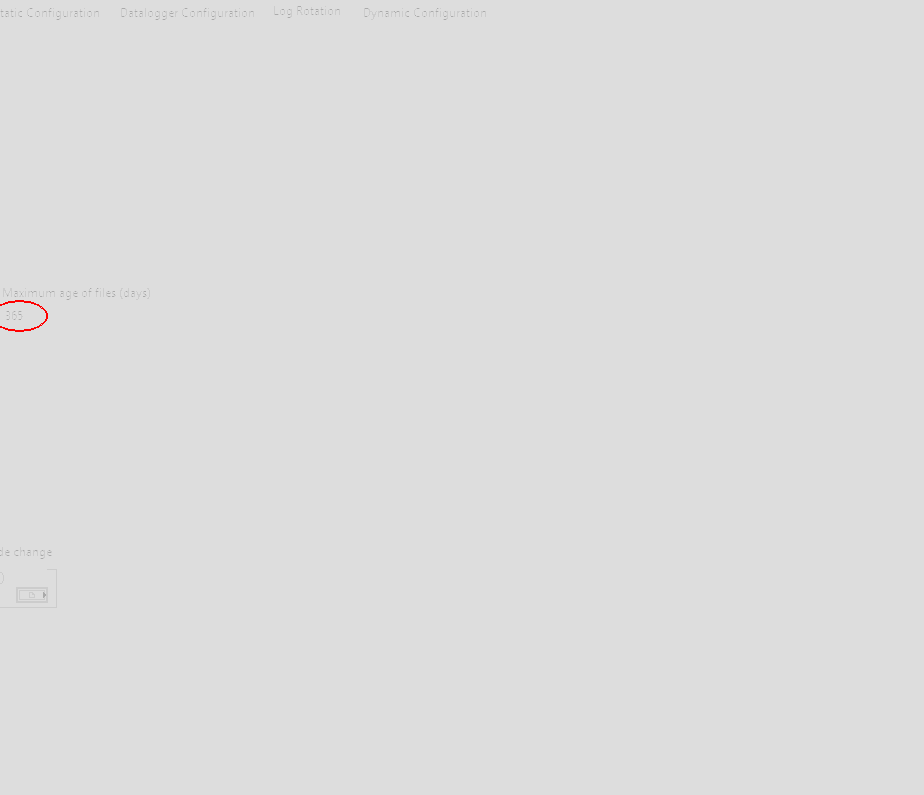 tatic Configuration Datalogger Configuration Log Rotation Dynamic Configuration
Maximum age of files (days)
365
de change